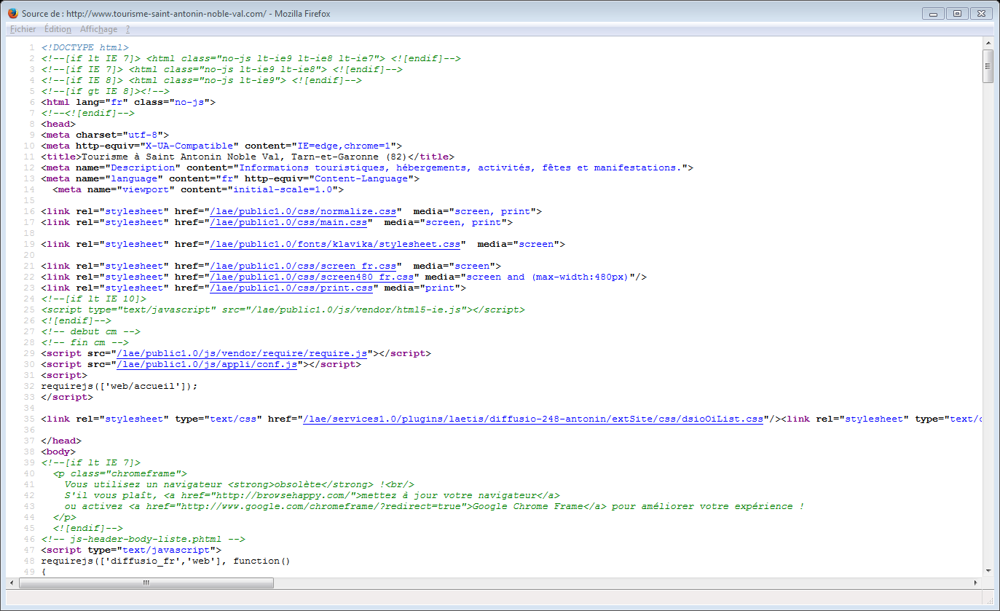 Source de : http://www.tourisme-saint-antonin-noble-val.com/ - Mozilla Firefox
Fichier Édition Affichage ?
1 <!DOCTYPE html>
2 <!--[if lt IE 7]> <html class="no-js lt-ie9 lt-ie8 lt-ie7"> <![endif]-->
3 <!--[if IE 7]> <html class="no-js lt-ie9 lt-ie8"> <![endif]-->
4 <!--[if IE 8]> <html class="no-js lt-ie9"> <![endif]-->
5 <!--[if gt IE 8]><!-->
6 <html lang="fr" class="no-js">
7 <!--<![endif]-->
8 <head>
9 <meta charset="utf-8">
10 <meta http-equiv="X-UA-Compatible" content="IE=edge,chrome=1">
11 <title>Tourisme à Saint Antonin Noble Val, Tarn-et-Garonne (82)</title>
12 <meta name="Description" content="Informations touristiques, hébergements, activités, fêtes et manifestations.">
13 <meta name="language" content="fr" http-equiv="Content-Language">
14 <meta name="viewport" content="initial-scale=1.0">
15
16 <link rel="stylesheet" href="/lae/public1.0/css/normalize.css" media="screen, print">
17 <link rel="stylesheet" href="/lae/public1.0/css/main.css" media="screen, print">
18
19 <link rel="stylesheet" href="/lae/public1.0/fonts/klavika/stylesheet.css" media="screen">
20
21 <link rel="stylesheet" href="/lae/public1.0/css/screen_fr.css" media="screen">
22 <link rel="stylesheet" href="/lae/public1.0/css/screen480_fr.css" media="screen and (max-width:480px)"/>
23 <link rel="stylesheet" href="/lae/public1.0/css/print.css" media="print">
24 <!--[if lt IE 10]>
25 <script type="text/javascript" src="/lae/public1.0/js/vendor/html5-ie.js"></script>
26 <![endif]-->
27 <!-- debut cm -->
28 <!-- fin cm -->
29 <script src="/lae/public1.0/js/vendor/require/require.js"></script>
30 <script src="/lae/public1.0/js/appli/conf.js"></script>
31 <script>
32 requirejs(['web/accueil']);
33 </script>
34
35 <link rel="stylesheet" type="text/css" href="/lae/services1.0/plugins/laetis/diffusio-248-antonin/extSite/css/dsioOiList.css"/><link rel="stylesheet" type="text/c
36
37 </head>
38 <body>
39 <!--[if lt IE 7]>
40 <p class="chromeframe">
41 Vous utilisez un navigateur <strong>obsolète</strong> !<br/>
42 S'il vous plaît, <a href="http://browsehappy.com/">mettez à jour votre navigateur</a>
43 ou activez <a href="http://www.google.com/chromeframe/?redirect=true">Google Chrome Frame</a> pour améliorer votre expérience !
44 </p>
45 <![endif]-->
46 <!-- js-header-body-liste.phtml -->
47 <script type="text/javascript">
48 requirejs(['diffusio_fr','web'], function()
49 {